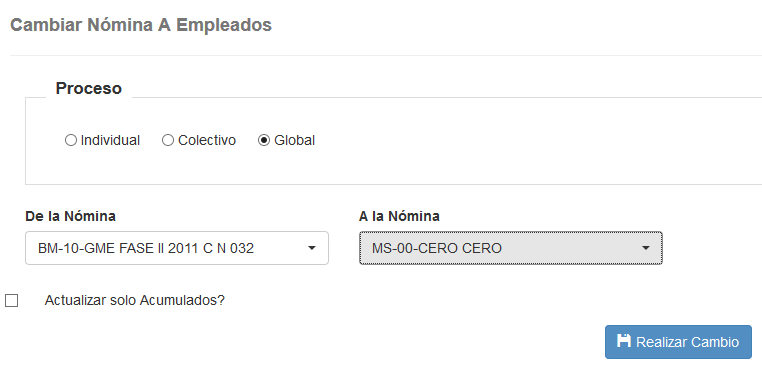 Cambiar Nómina A Empleados
Proceso
Individual Colectivo Global
De la Nómina A la Nómina
BM-10-GME FASE II 2011 C N 032 MS-00-CERO CERO
Actualizar solo Acumulados?
Realizar Cambio